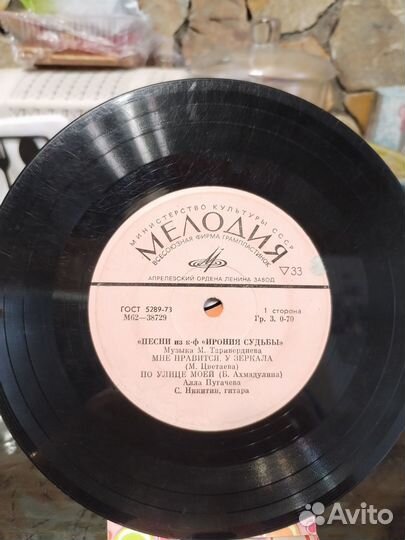 МИНИСТЕРСТВО КУЛЬТУРЫ СССР
МЕЛОДИЯ
ВСЕСОЮЗНАЯ ФИРМА ГРАМПЛАСТИНОК
33
АПРЕЛЕВСКИЙ ОРДЕНА ЛЕНИНА ЗАВОД
ГОСТ 5289-73
1 сторона
М62—38729
Гр. 3. 0-70
«ПЕСНИ из к-ф «ИРОНИЯ СУДЬБЫ»
Музыка М. Таривердиева
МНЕ НРАВИТСЯ, У ЗЕРКАЛА
(М. Цветаева)
ПО УЛИЦЕ МОЕЙ (Б. Ахмадулина)
Алла Пугачева
С. Никитин, гитара
Avito